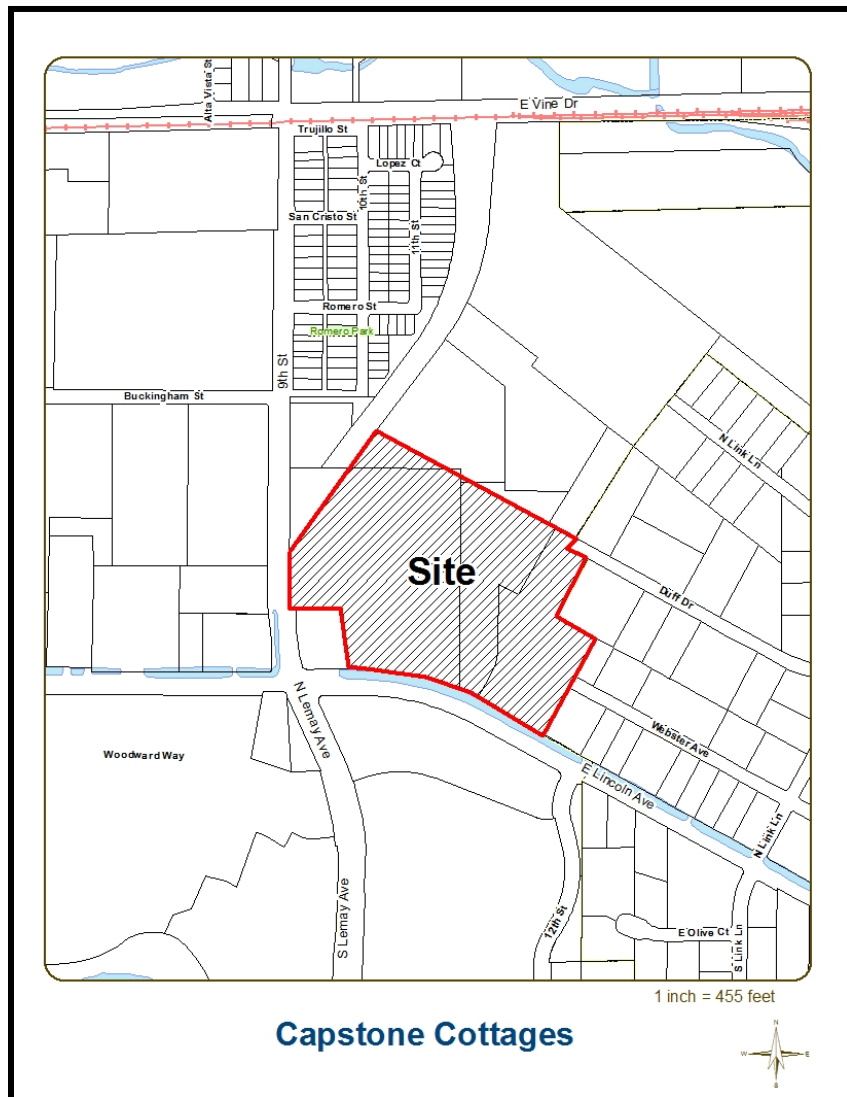 Alta Vista St
E Vine Dr
Trujillo St
Lopez Ct
10th St
San Cristo St
11th St
Romero St
Romero Park
9th St
Buckingham St
N Link Ln
Site
Duff Dr
N Lemay Ave
Webster Ave
Woodward Way
E Lincoln Ave
N Link Ln
S Lemay Ave
12th St
E Olive Ct
S Link Ln
1 inch = 455 feet
Capstone Cottages
N
W
E
S